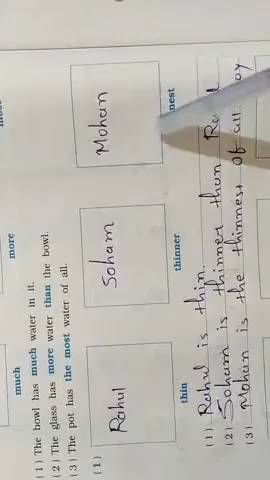 much more
(1) The bowl has much water in it.
(2) The glass has more water than the bowl.
(3) The pot has the most water of all.
(1) Rahul Soham Mohan
thin thinner nest
(1) Rahul is thin.
(2) Soham is thinner than
(3) Mohan is the thinnest of all